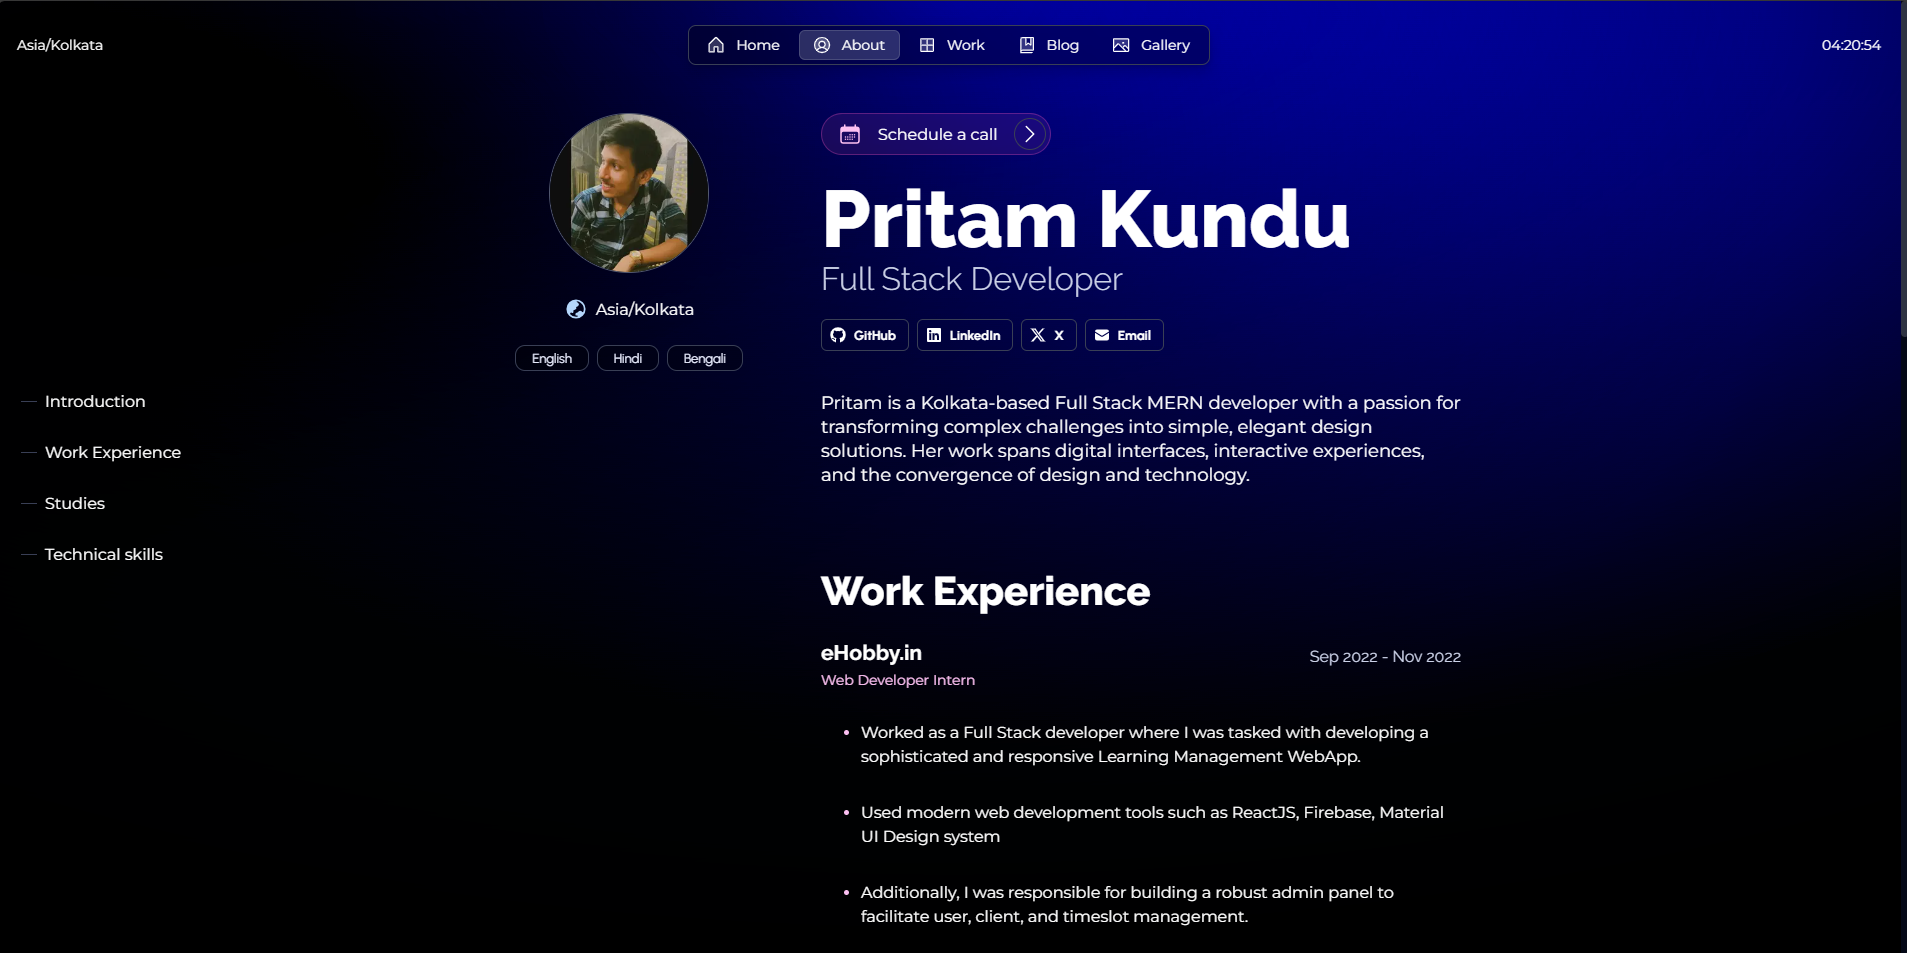 Asia/Kolkata
Home
About
Work
Blog
Gallery
04:20:54
Schedule a call
Pritam Kundu
Full Stack Developer
GitHub
LinkedIn
X
Email
Asia/Kolkata
English
Hindi
Bengali
Introduction
Work Experience
Studies
Technical skills
Pritam is a Kolkata-based Full Stack MERN developer with a passion for
transforming complex challenges into simple, elegant design
solutions. Her work spans digital interfaces, interactive experiences,
and the convergence of design and technology.
Work Experience
eHobby.in
Sep 2022 - Nov 2022
Web Developer Intern
Worked as a Full Stack developer where I was tasked with developing a
sophisticated and responsive Learning Management WebApp.
Used modern web development tools such as ReactJS, Firebase, Material
UI Design system
Additionally, I was responsible for building a robust admin panel to
facilitate user, client, and timeslot management.